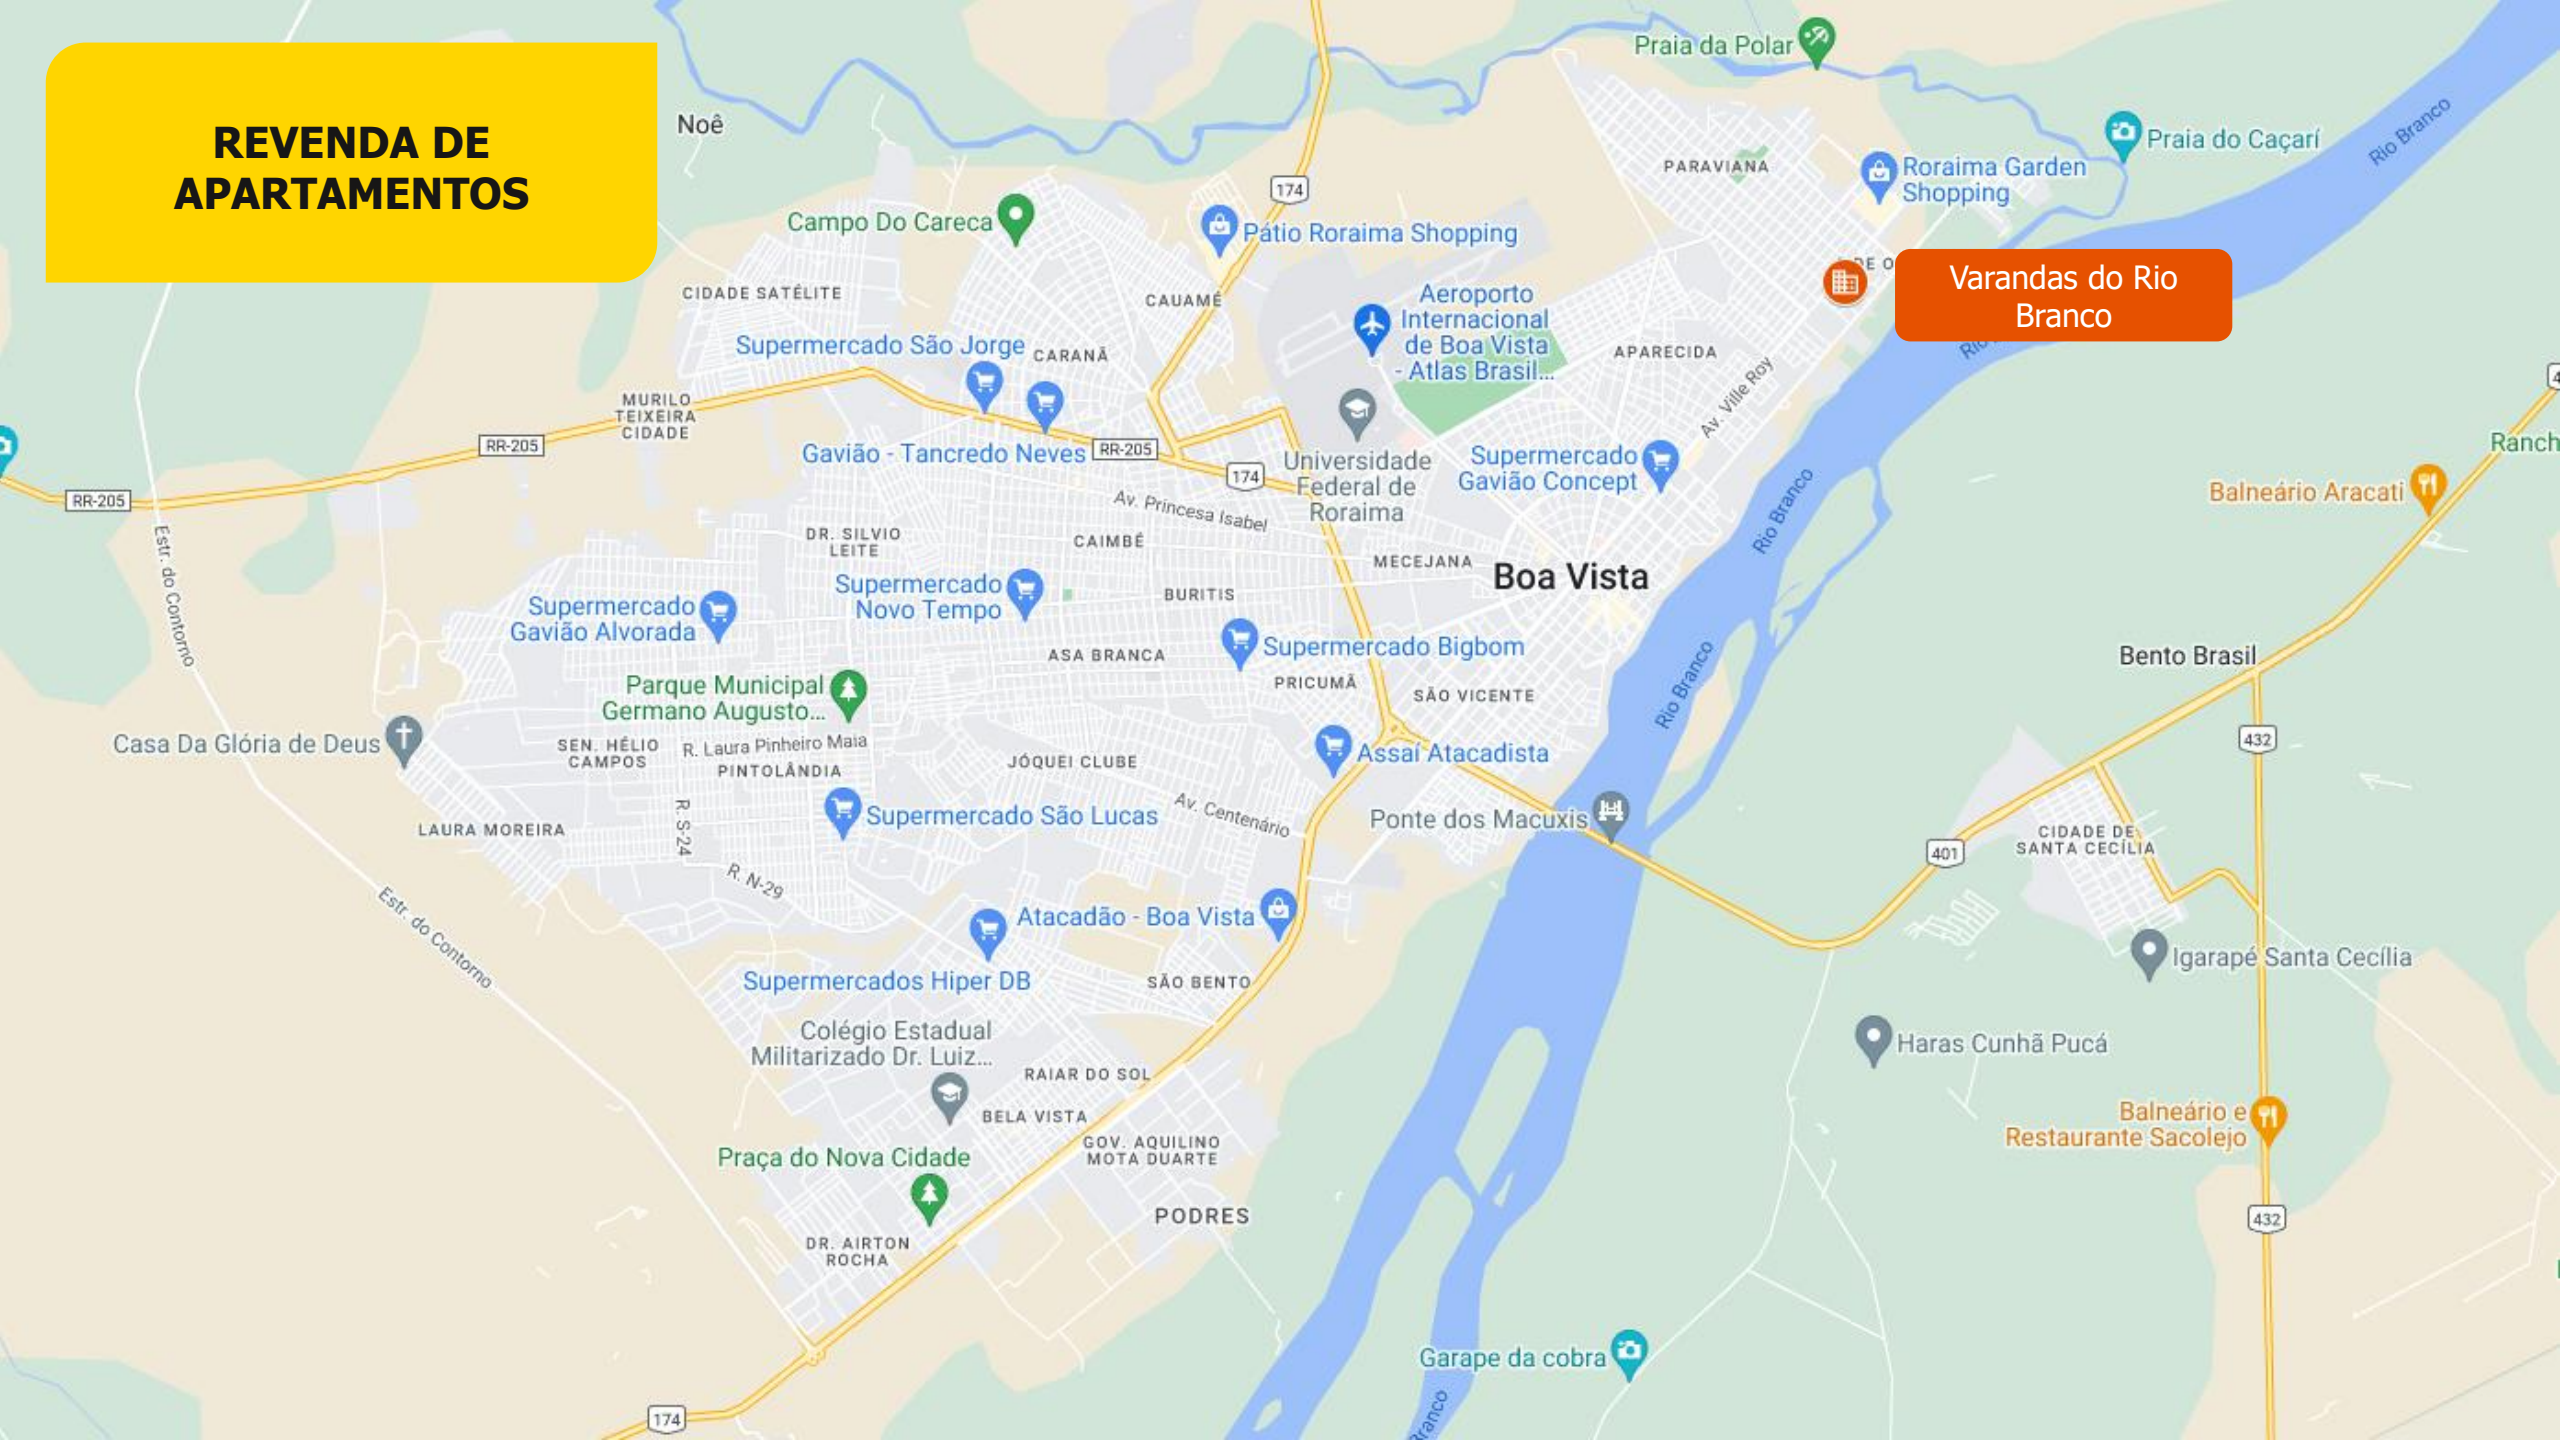 REVENDA DE
APARTAMENTOS
Noê
Praia da Polar
Praia do Caçarí
Rio Branco
PARAVIANA
Roraima Garden
Shopping
174
Campo Do Careca
Pátio Roraima Shopping
Varandas do Rio
Branco
DE O
CIDADE SATÉLITE
CAUAMÉ
Aeroporto
Internacional
de Boa Vista
- Atlas Brasil...
Supermercado São Jorge
CARANÃ
APARECIDA
Av. Ville Roy
MURILO
TEIXEIRA
CIDADE
RR-205
Gavião - Tancredo Neves
RR-205
174
Universidade
Federal de
Roraima
Supermercado
Gavião Concept
Ranch
Balneário Aracati
RR-205
Av. Princesa Isabel
Rio Branco
Estr. do Contorno
DR. SILVIO
LEITE
CAIMBÉ
MECEJANA
Boa Vista
Supermercado
Novo Tempo
BURITIS
Supermercado
Gavião Alvorada
Supermercado Bigbom
ASA BRANCA
Bento Brasil
PRICUMÃ
SÃO VICENTE
Rio Branco
Parque Municipal
Germano Augusto...
Casa Da Glória de Deus
SEN. HÉLIO
CAMPOS
R. Laura Pinheiro Maia
PINTOLÂNDIA
JÓQUEI CLUBE
Assaí Atacadista
432
R. S-24
Supermercado São Lucas
Av. Centenário
Ponte dos Macuxis
LAURA MOREIRA
CIDADE DE
SANTA CECÍLIA
401
R. N-29
Estr. do Contorno
Atacadão - Boa Vista
Igarapé Santa Cecília
Supermercados Hiper DB
SÃO BENTO
Colégio Estadual
Militarizado Dr. Luiz...
Haras Cunhã Pucá
RAIAR DO SOL
BELA VISTA
Balneário e
Restaurante Sacolejo
GOV. AQUILINO
MOTA DUARTE
Praça do Nova Cidade
PODRES
432
DR. AIRTON
ROCHA
Garape da cobra
174